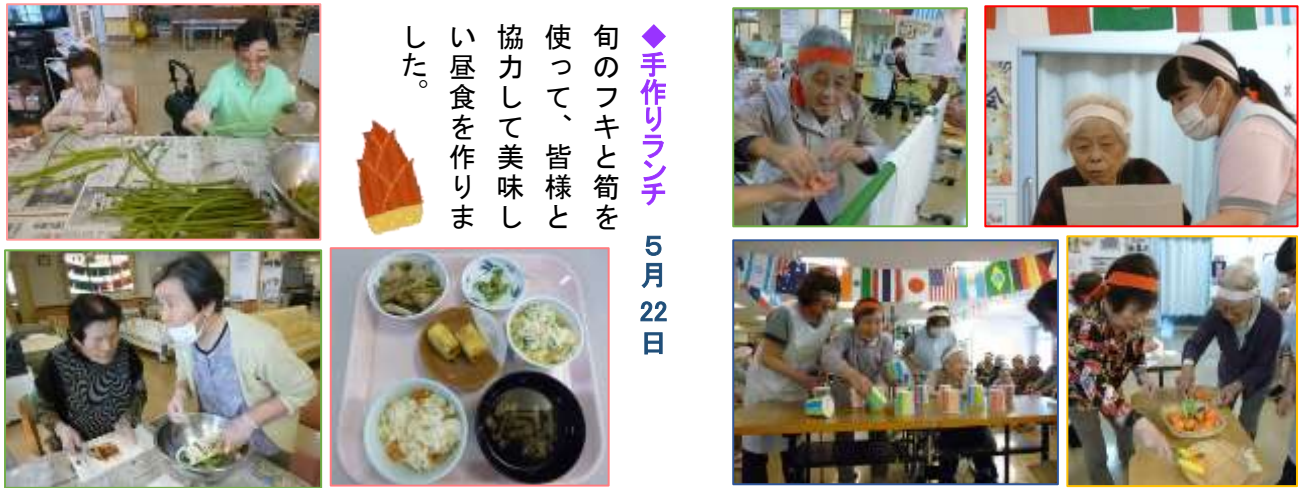 ◆手作りランチ　５月22日
旬のフキと筍を
使って、皆様と
協力して美味し
い昼食を作りま
した。